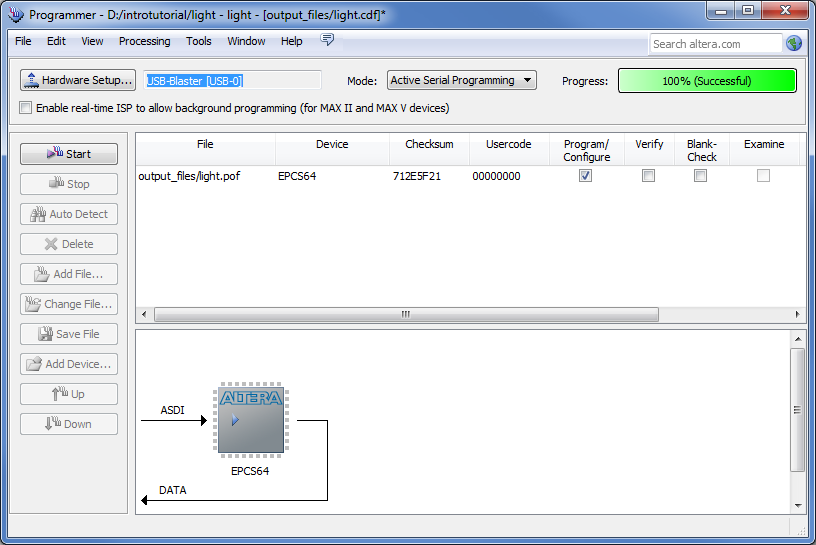 Programmer - D:/introtutorial/light - light - [output_files/light.cdf]*
File Edit View Processing Tools Window Help
Search altera.com
Hardware Setup... USB-Blaster [USB-0] Mode: Active Serial Programming Progress: 100% (Successful)
Enable real-time ISP to allow background programming (for MAX II and MAX V devices)
Start
Stop
Auto Detect
Delete
Add File...
Change File...
Save File
Add Device...
Up
Down
File Device Checksum Usercode Program/ Verify Blank- Examine
Configure Check
output_files/light.pof EPCS64 712E5F21 00000000
ALTERA
ASDI
EPCS64
DATA